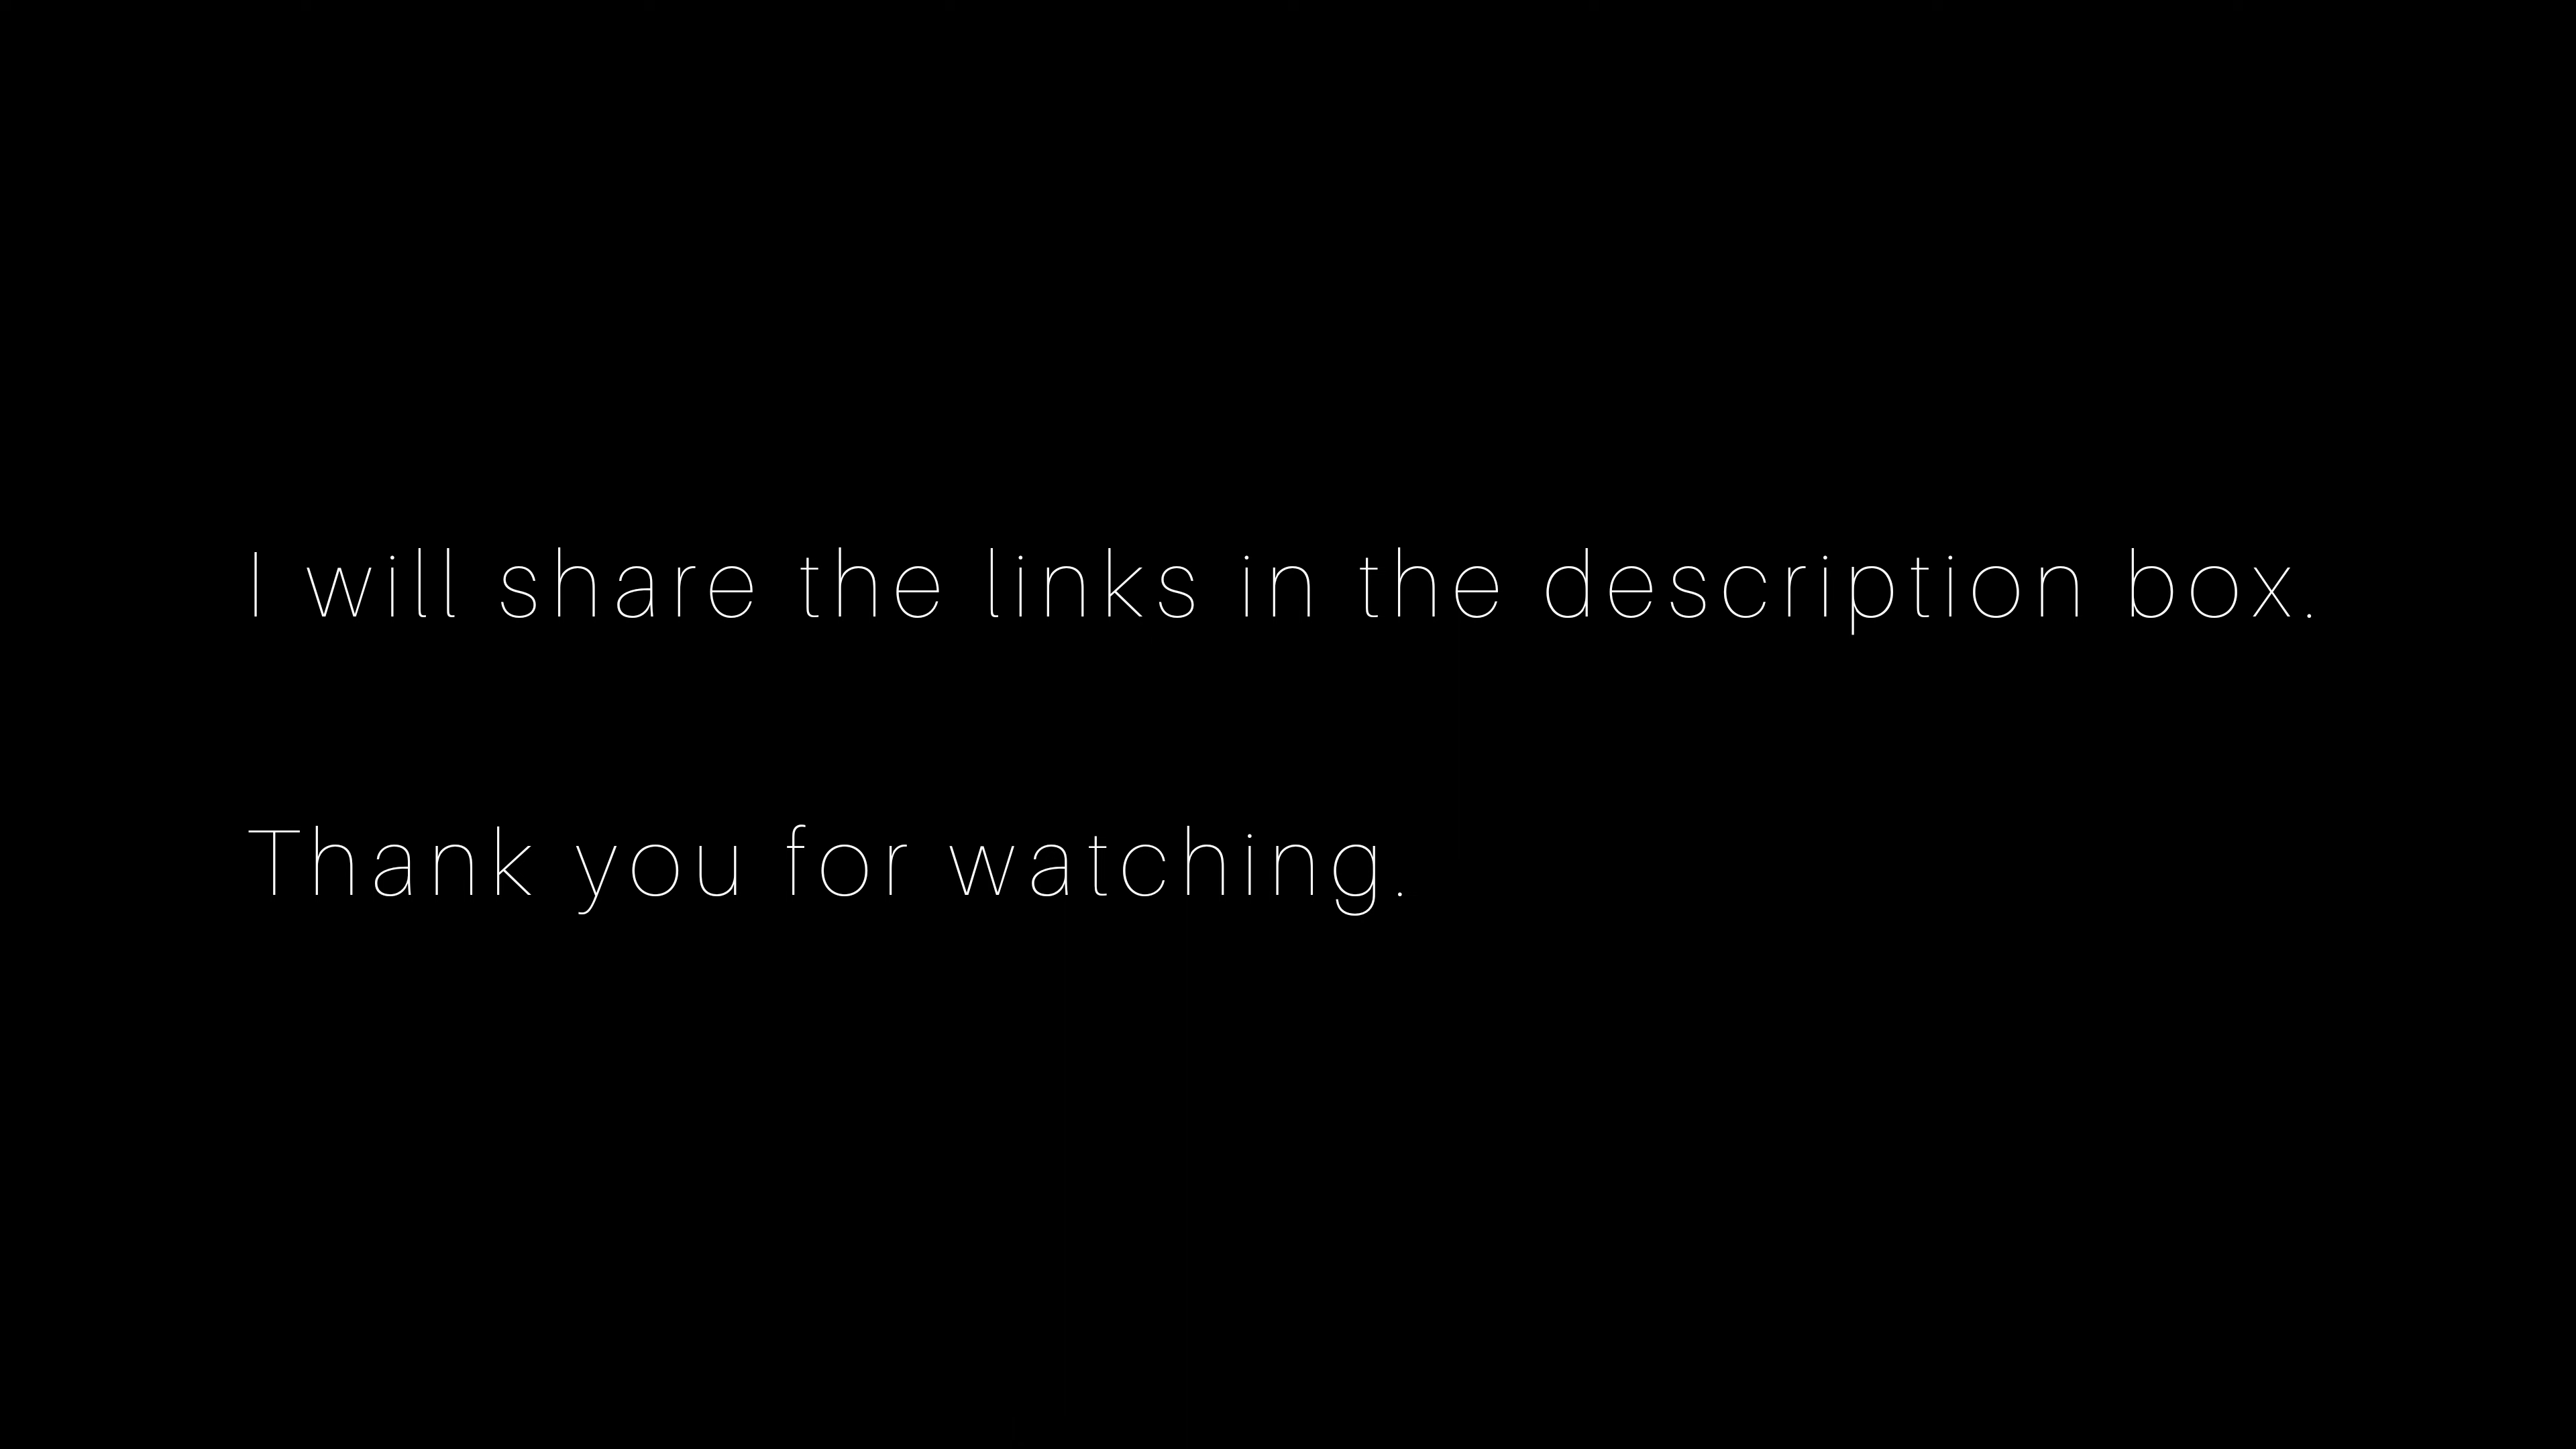 I will share the links in the description box.
Thank you for watching.